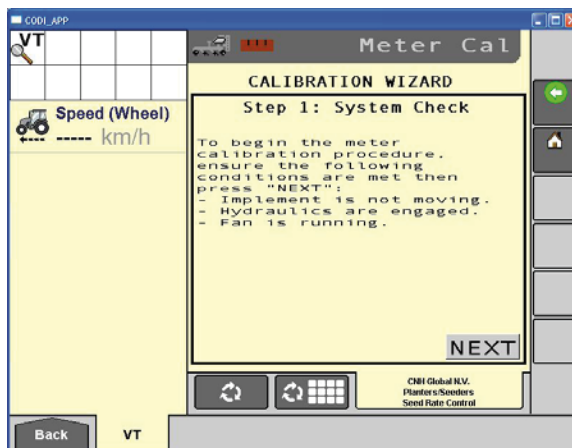 CODI_APP
VT
Meter Cal
CALIBRATION WIZARD
Speed (Wheel)
----- km/h
Step 1: System Check
To begin the meter
calibration procedure.
ensure the following
conditions are met then
press "NEXT":
- Implement is not moving.
- Hydraulics are engaged.
- Fan is running.
NEXT
CNH Global N.V.
Planters/Seeders
Seed Rate Control
Back
VT